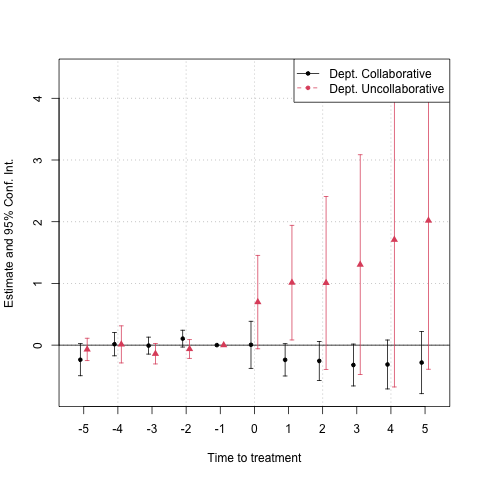 Dept. Collaborative
Dept. Uncollaborative
Estimate and 95% Conf. Int.
4
3
2
1
0
-5 -4 -3 -2 -1 0 1 2 3 4 5
Time to treatment